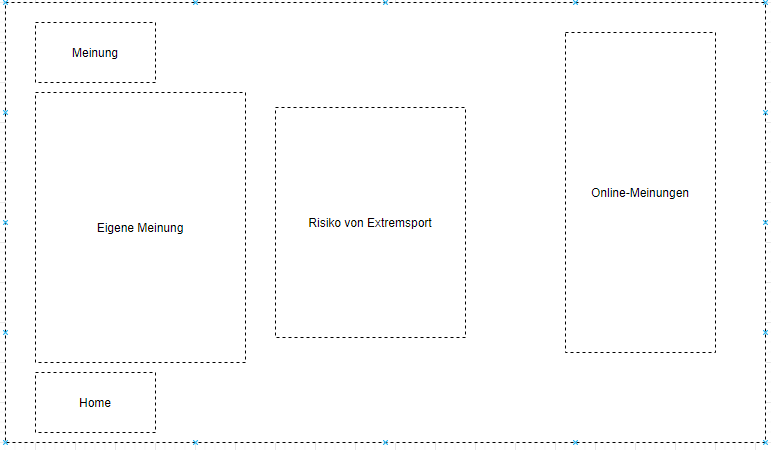 Meinung
Eigene Meinung
Home
Risiko von Extremsport
Online-Meinungen